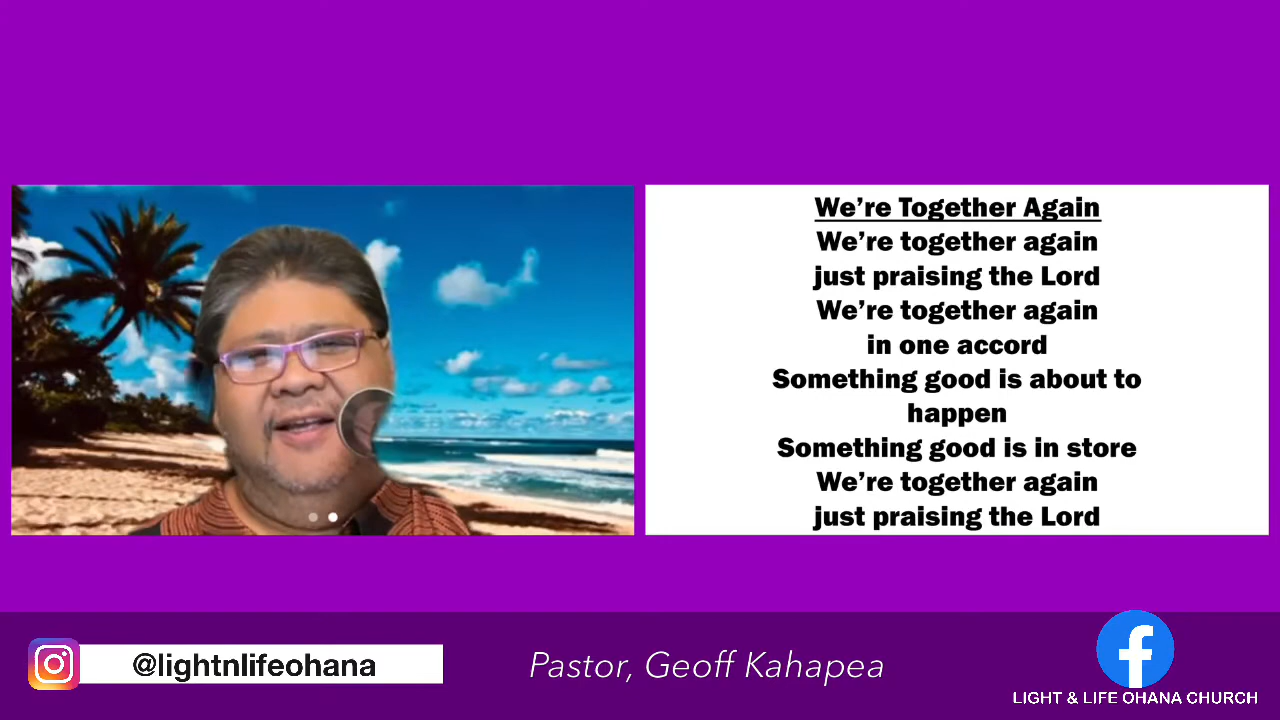 We're Together Again
We're together again
just praising the Lord
We're together again
in one accord
Something good is about to
happen
Something good is in store
We're together again
just praising the Lord
@lightnlifeohana
Pastor, Geoff Kahapea
LIGHT & LIFE OHANA CHURCH